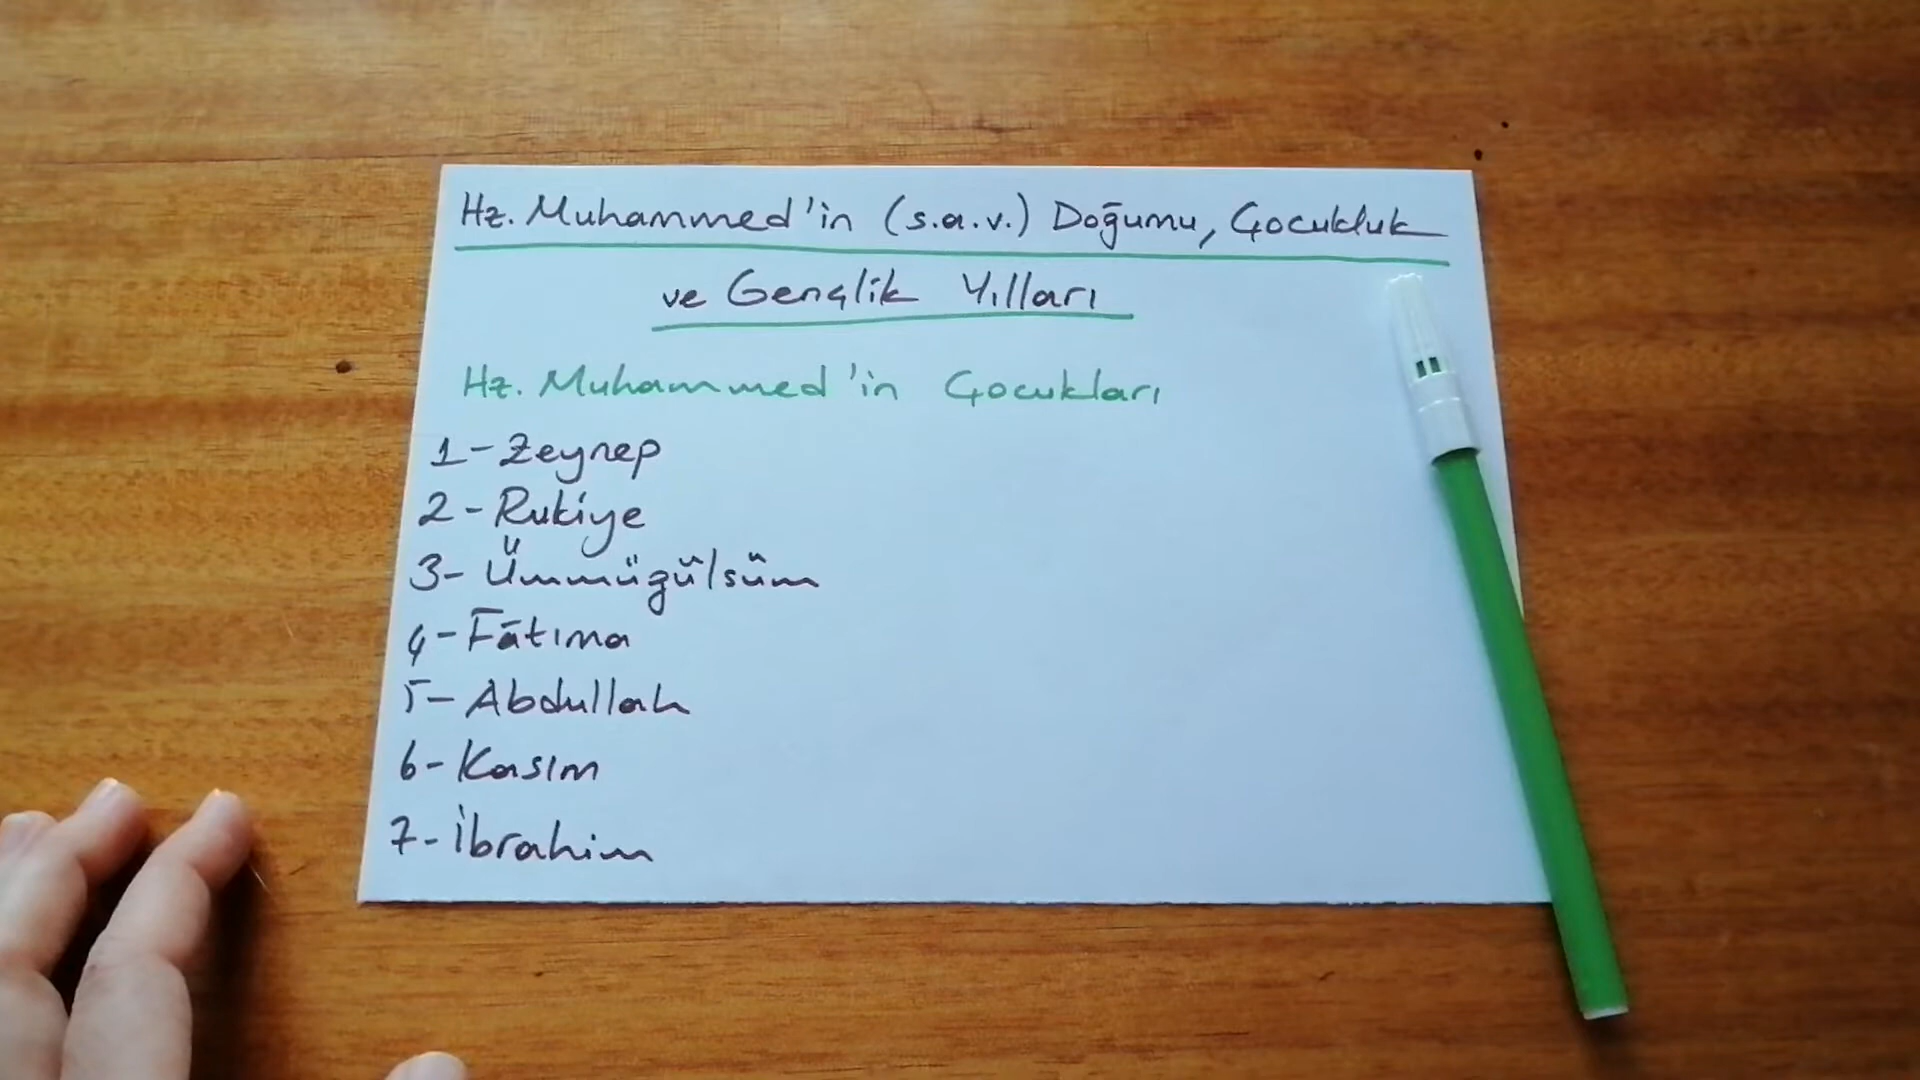 Hz. Muhammed'in (s.a.v.) Doğumu, Çocukluk
ve Gençlik Yılları
Hz. Muhammed'in Çocukları
1- Zeynep
2- Rukiye
3- Ümmügülsüm
4- Fātıma
5- Abdullah
6- Kasım
7- İbrahim